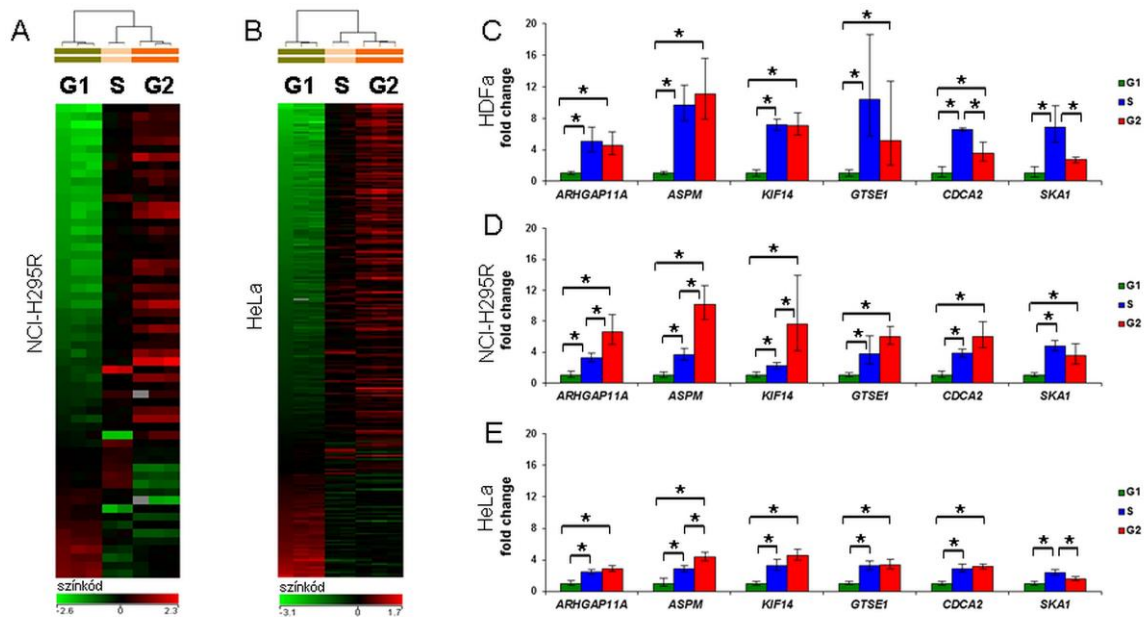 A
G1 S G2
NCI-H295R
színkód
-2.6 0 2.3
B
G1 S G2
HeLa
színkód
-3.1 0 1.7
C
HDFa
fold change
20
16
12
8
4
0
* * * * * * * * * * * * *
ARHGAP11A ASPM KIF14 GTSE1 CDCA2 SKA1
G1
S
G2
D
NCI-H295R
fold change
20
16
12
8
4
0
* * * * * * * * * * * * * * *
ARHGAP11A ASPM KIF14 GTSE1 CDCA2 SKA1
G1
S
G2
E
HeLa
fold change
20
16
12
8
4
0
* * * * * * * * * * * * *
ARHGAP11A ASPM KIF14 GTSE1 CDCA2 SKA1
G1
S
G2